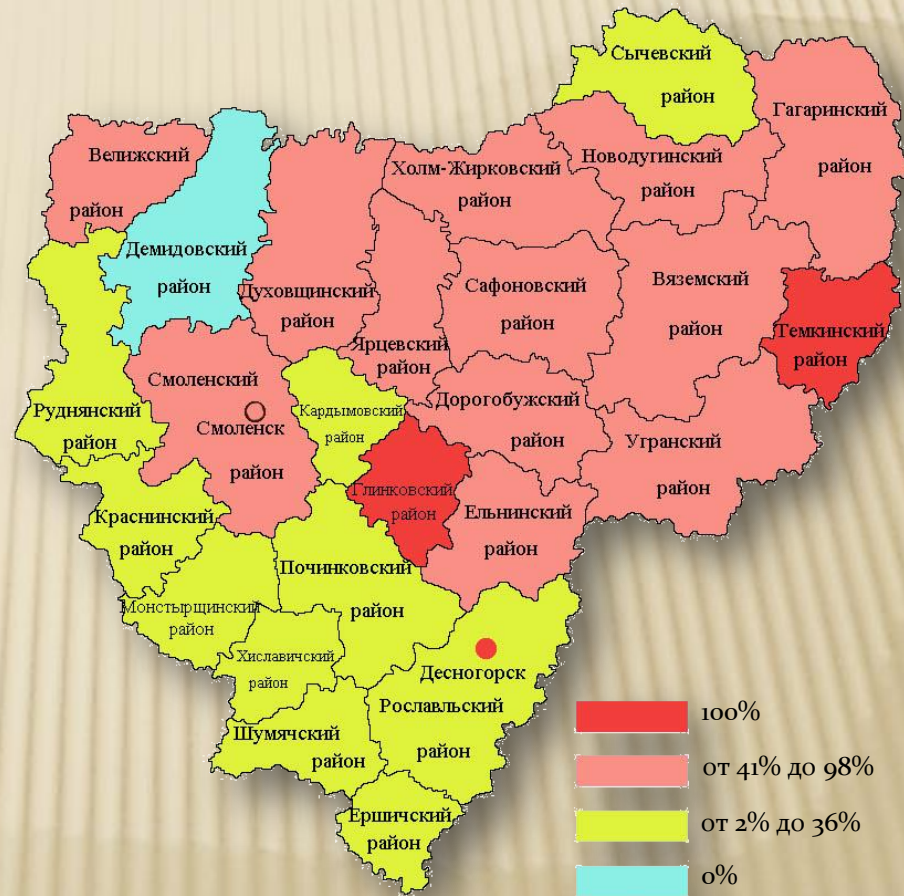 Сычевский
район
Гагаринский
район
Велижский
район
Холм-Жирковский
район
Новодугинский
район
Демидовский
район
Духовщинский
район
Ярцевский
район
Сафоновский
район
Вяземский
район
Темкинский
район
Смоленский
Смоленск
район
Руднянский
район
Кардымовский
район
Дорогобужский
район
Угранский
район
Глинковский
район
Ельнинский
район
Краснинский
район
Починковский
район
Монстырщинский
район
Хиславичский
район
Десногорск
Рославльский
район
Шумячский
район
Ершичский
район
100%
от 41% до 98%
от 2% до 36%
0%